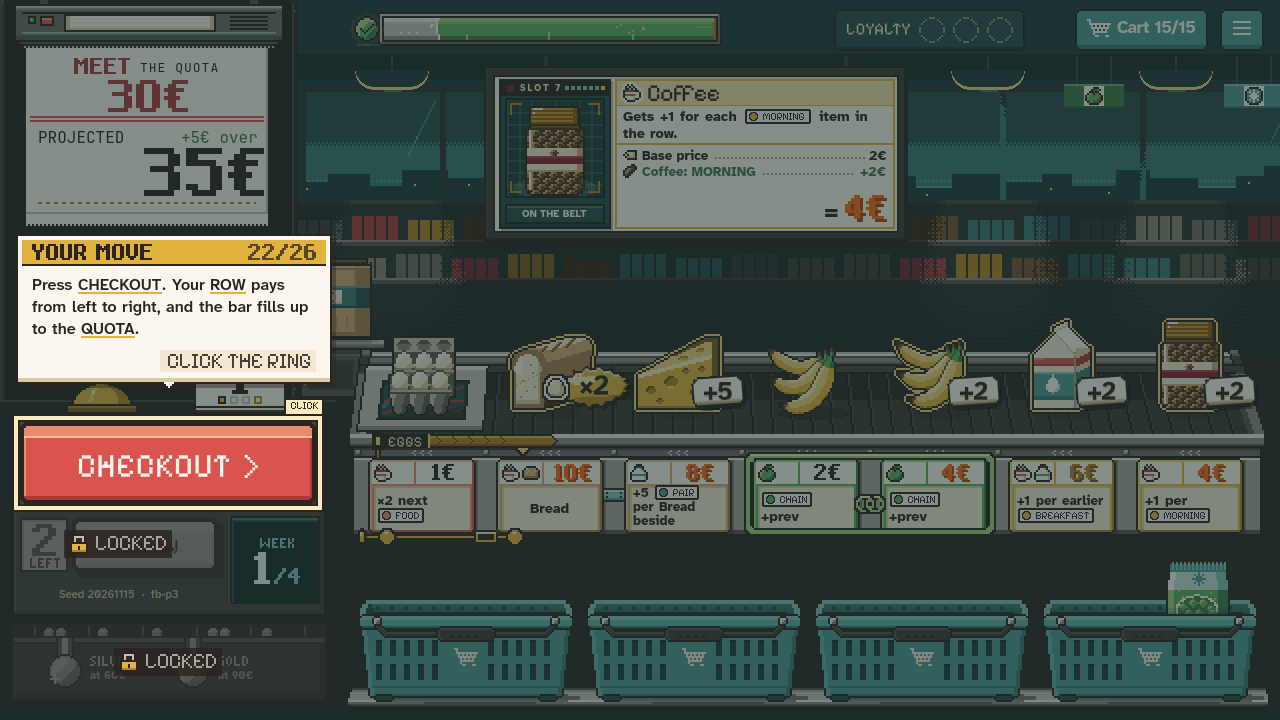 MEET THE QUOTA
30€
PROJECTED +5€ over
35€
LOYALTY
Cart 15/15
SLOT 7
ON THE BELT
Coffee
Gets +1 for each MORNING item in
the row.
Base price 2€
Coffee: MORNING +2€
= 4€
YOUR MOVE 22/26
Press CHECKOUT. Your ROW pays
from left to right, and the bar fills up
to the QUOTA.
CLICK THE RING
CLICK
CHECKOUT >
×2
+5
+2
+2
+2
EGGS
1€
×2 next
FOOD
10€
Bread
8€
+5 PAIR
per Bread
beside
2€
CHAIN
+prev
4€
CHAIN
+prev
6€
+1 per earlier
BREAKFAST
4€
+1 per
MORNING
2
LEFT
LOCKED
WEEK
1/4
Seed 20261115 · fb-p3
LOCKED